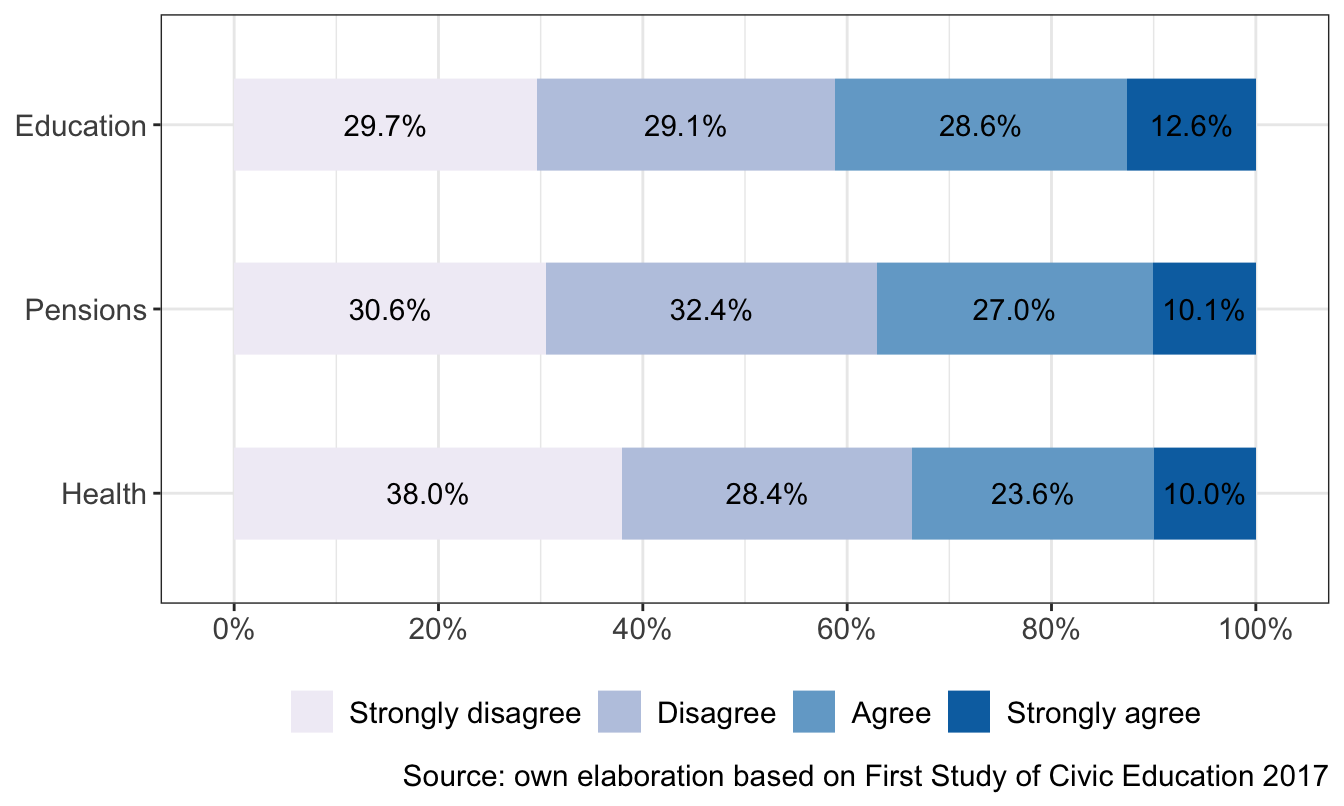 Education 29.7% 29.1% 28.6% 12.6%
Pensions 30.6% 32.4% 27.0% 10.1%
Health 38.0% 28.4% 23.6% 10.0%
0% 20% 40% 60% 80% 100%
Strongly disagree Disagree Agree Strongly agree
Source: own elaboration based on First Study of Civic Education 2017